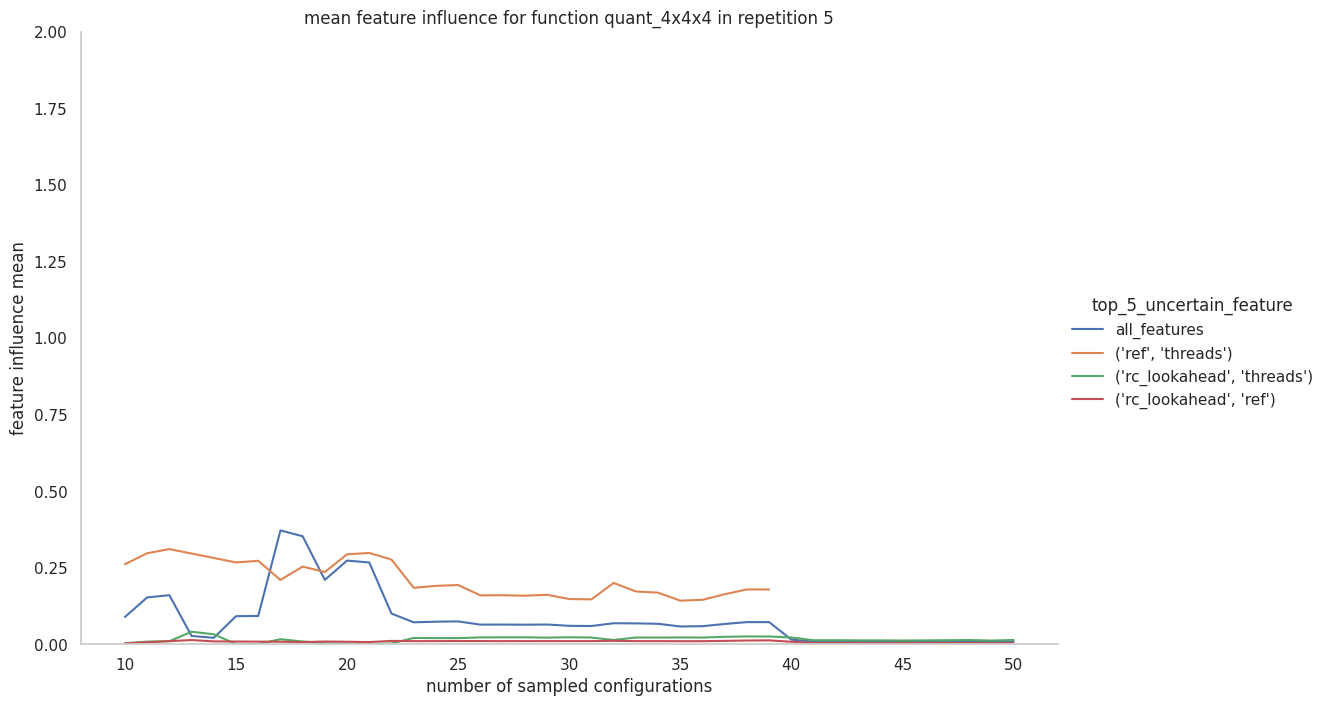 mean feature influence for function quant_4x4x4 in repetition 5
2.00
1.75
1.50
1.25
1.00
0.75
0.50
0.25
0.00
feature influence mean
10 15 20 25 30 35 40 45 50
number of sampled configurations
top_5_uncertain_feature
all_features
('ref', 'threads')
('rc_lookahead', 'threads')
('rc_lookahead', 'ref')